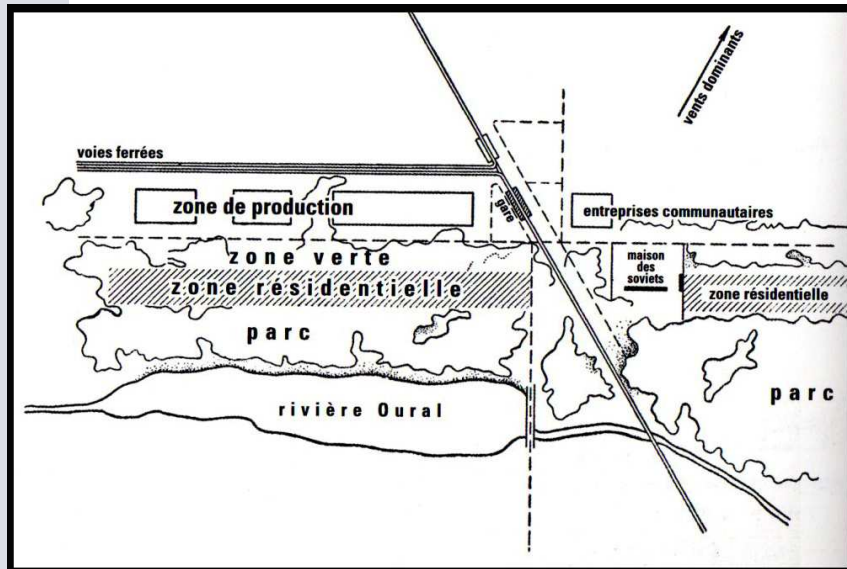 vents dominants
voies ferrées
zone de production
gare
entreprises communautaires
zone verte
maison
des
soviets
zone résidentielle
zone résidentielle
parc
parc
rivière Oural